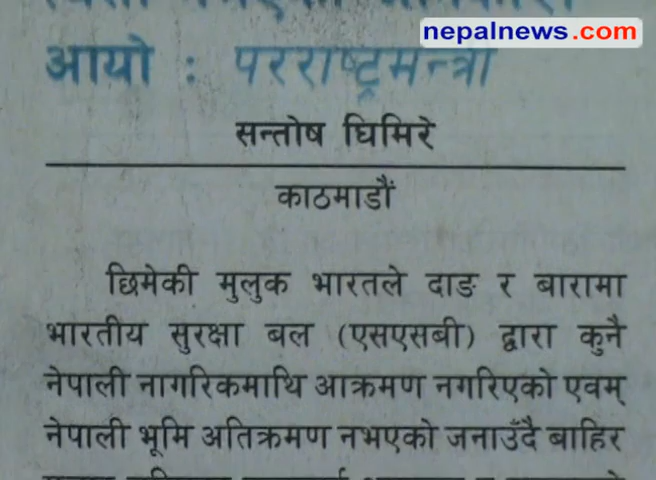 nepalnews.com
आयो : परराष्ट्रमन्त्री
सन्तोष घिमिरे
काठमाडौं
छिमेकी मुलुक भारतले दाङ र बारामा
भारतीय सुरक्षा बल (एसएसबी) द्वारा कुनै
नेपाली नागरिकमाथि आक्रमण नगरिएको एवम्
नेपाली भूमि अतिक्रमण नभएको जनाउँदै बाहिर